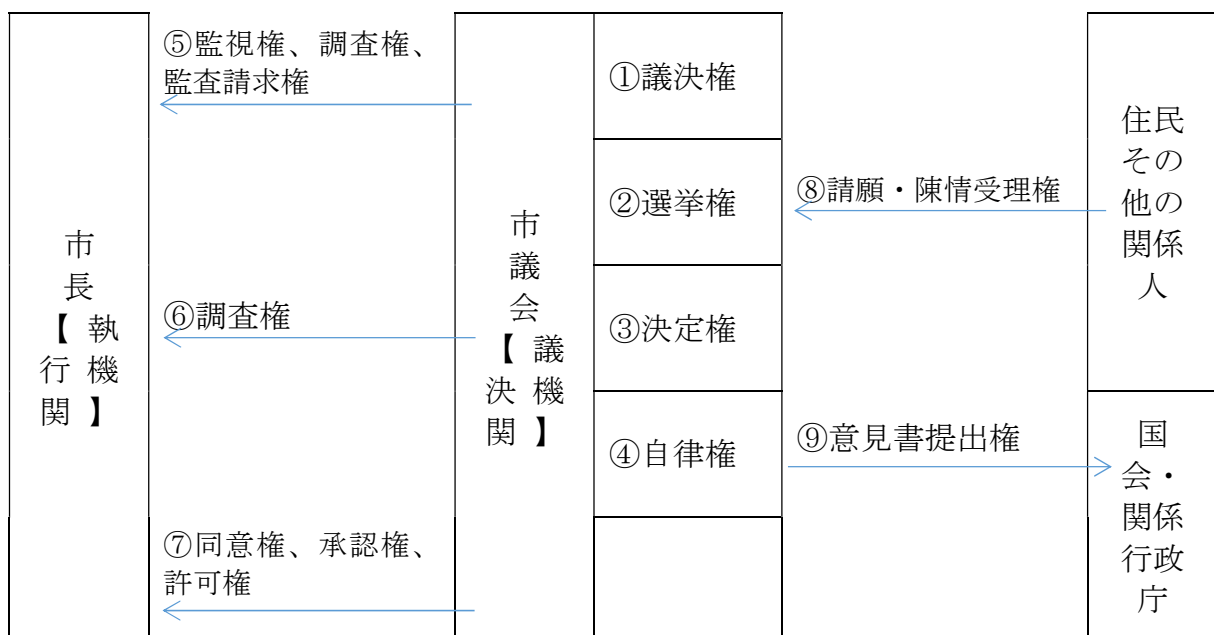 市
長
【 執
行 機
関 】
⑤監視権、調査権、
監査請求権
⑥調査権
⑦同意権、承認権、
許可権
市
議
会
【 議
決 機
関 】
①議決権
②選挙権
③決定権
④自律権
⑧請願・陳情受理権
⑨意見書提出権
住民
その
他の
関係
人
国
会・
関係
行政
庁